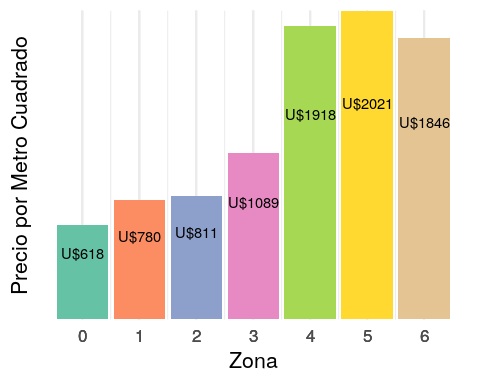 Precio por Metro Cuadrado
U$618
U$780
U$811
U$1089
U$1918
U$2021
U$1846
0 1 2 3 4 5 6
Zona